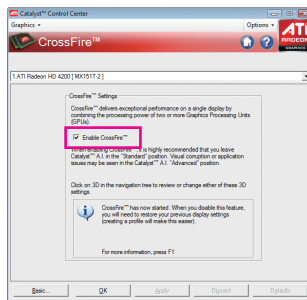 Catalyst™ Control Center
Graphics
Options
CrossFire™
ATI
RADEON
GRAPHICS
1.ATI Radeon HD 4200 [ MX151T-2 ]
CrossFire™ Settings
CrossFire™ delivers exceptional performance on a single display by
combining the processing power of two or more Graphics Processing Units
(GPUs).
Enable CrossFire™
When enabling CrossFire™, it is highly recommended that you leave
Catalyst™ A.I. in the "Standard" position. Visual corruption or application
issues may be seen in the Catalyst™ A.I. "Advanced" position.
Click on 3D in the navigation tree to review or change either of these 3D
settings.
CrossFire™ has now started. When you disable this feature,
you will need to restore your previous display settings
(creating a profile will make this easier).
For more information, press F1
Basic...
OK
Apply
Discard
Defaults